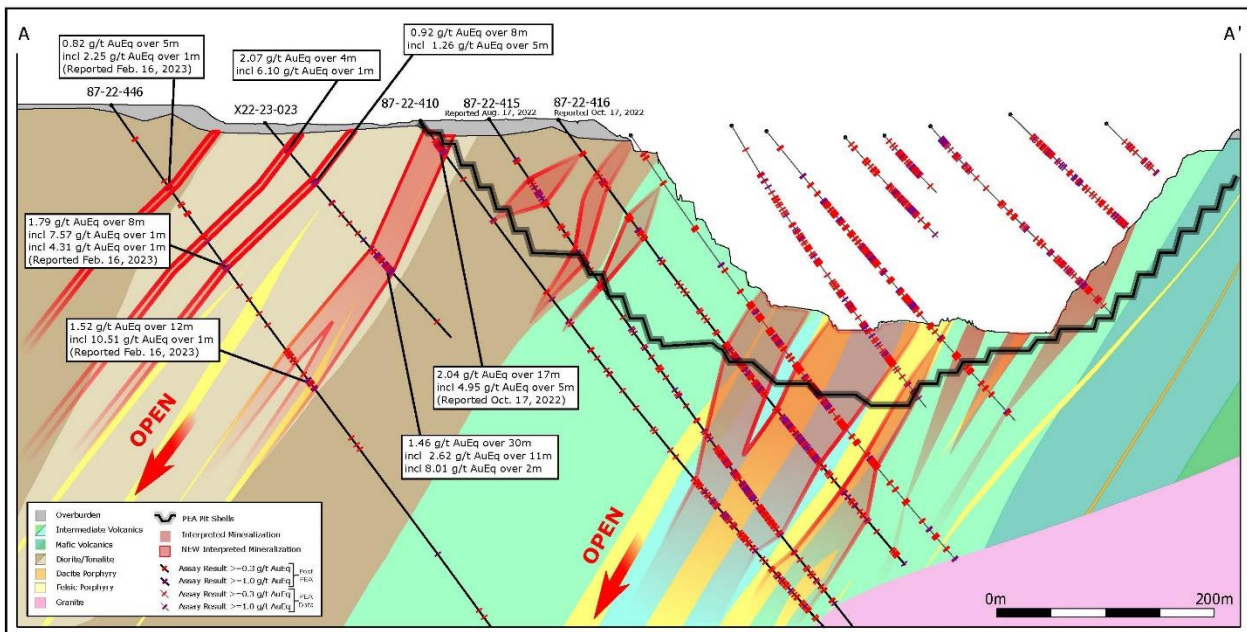 A
A'
0.82 g/t AuEq over 5m
incl 2.25 g/t AuEq over 1m
(Reported Feb. 16, 2023)
2.07 g/t AuEq over 4m
incl 6.10 g/t AuEq over 1m
0.92 g/t AuEq over 8m
incl 1.26 g/t AuEq over 5m
87-22-446
X22-23-023
87-22-410
87-22-415
Reported Aug. 17, 2022
87-22-416
Reported Oct. 17, 2022
1.79 g/t AuEq over 8m
incl 7.57 g/t AuEq over 1m
incl 4.31 g/t AuEq over 1m
(Reported Feb. 16, 2023)
1.52 g/t AuEq over 12m
incl 10.51 g/t AuEq over 1m
(Reported Feb. 16, 2023)
2.04 g/t AuEq over 17m
incl 4.95 g/t AuEq over 5m
(Reported Oct. 17, 2022)
1.46 g/t AuEq over 30m
incl 2.62 g/t AuEq over 11m
incl 8.01 g/t AuEq over 2m
OPEN
OPEN
Overburden
Intermediate Volcanics
Mafic Volcanics
Diorite/Tonalite
Dacite Porphyry
Felsic Porphyry
Granite
PEA Pit Shells
Interpreted Mineralization
NEW Interpreted Mineralization
Assay Result >=0.3 g/t AuEq
Assay Result >=1.0 g/t AuEq
Post PEA
Assay Result >=0.3 g/t AuEq
Assay Result >=1.0 g/t AuEq
PEA Data
0m
200m